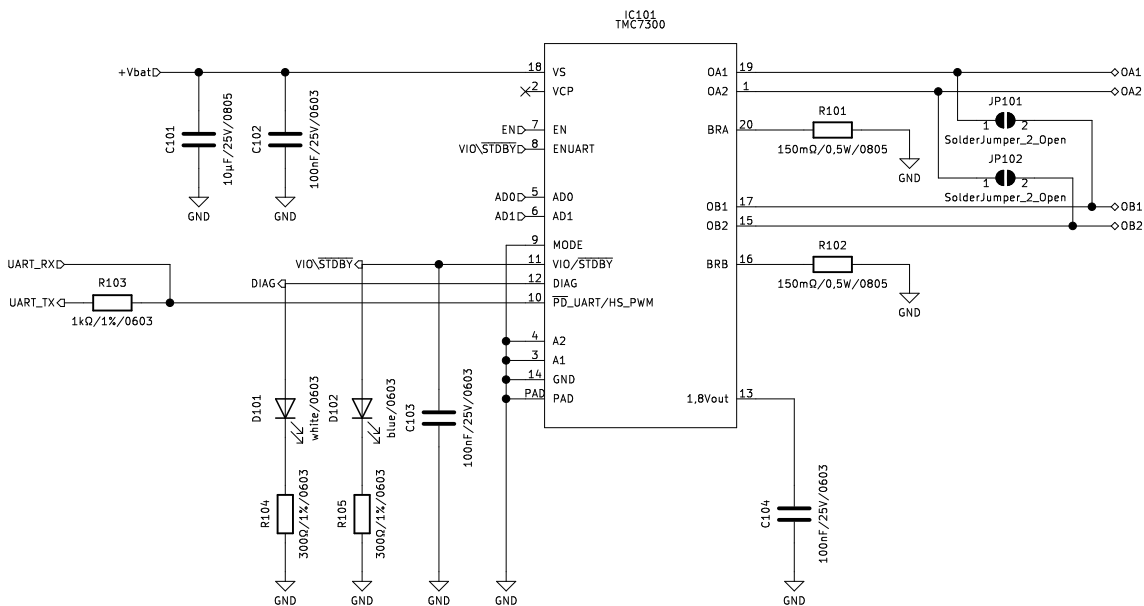 IC101
TMC7300
+Vbat
18
VS
2
VCP
EN
7
EN
VIO\STDBY
8
ENUART
AD0
5
AD0
AD1
6
AD1
9
MODE
VIO\STDBY
11
VIO/STDBY
DIAG
12
DIAG
10
PD_UART/HS_PWM
4
A2
3
A1
14
GND
PAD
PAD
OA1
19
OA1
OA2
1
OA2
BRA
20
R101
150mΩ/0,5W/0805
GND
JP101
1
2
SolderJumper_2_Open
JP102
1
2
SolderJumper_2_Open
OB1
17
OB1
OB2
15
OB2
BRB
16
R102
150mΩ/0,5W/0805
GND
1,8Vout
13
C104
100nF/25V/0603
GND
C101
10µF/25V/0805
GND
C102
100nF/25V/0603
GND
UART_RX
UART_TX
R103
1kΩ/1%/0603
D101
white/0603
D102
blue/0603
C103
100nF/25V/0603
R104
300Ω/1%/0603
R105
300Ω/1%/0603
GND
GND
GND
GND